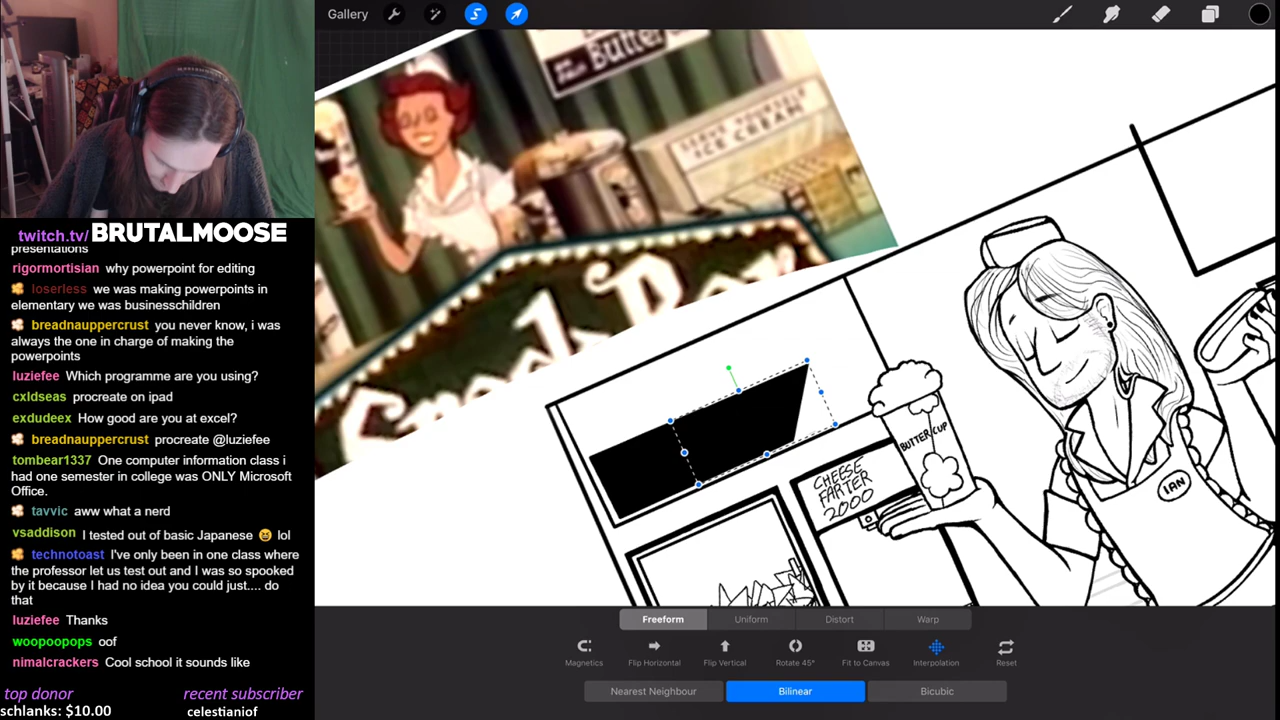 Gallery
twitch.tv/BRUTALMOOSE
presentations
rigormortisian why powerpoint for editing
loserless we was making powerpoints in
elementary we was businesschildren
breadnauppercrust you never know, i was
always the one in charge of making the
powerpoints
luziefee Which programme are you using?
cxldseas procreate on ipad
exdudeex How good are you at excel?
breadnauppercrust procreate @luziefee
tombear1337 One computer information class i
had one semester in college was ONLY Microsoft
Office.
tavvic aww what a nerd
vsaddison I tested out of basic Japanese 😄 lol
technotoast I've only been in one class where
the professor let us test out and I was so spooked
by it because I had no idea you could just.... do
that
luziefee Thanks
woopoopops oof
nimalcrackers Cool school it sounds like
top donor
schlanks: $10.00
recent subscriber
celestianiof
Butter
SERVE YOURSELF
ICE CREAM
CHEESE
FARTER
2000
BUTTER CUP
IAN
Freeform
Uniform
Distort
Warp
Magnetics
Flip Horizontal
Flip Vertical
Rotate 45°
Fit to Canvas
Interpolation
Reset
Nearest Neighbour
Bilinear
Bicubic